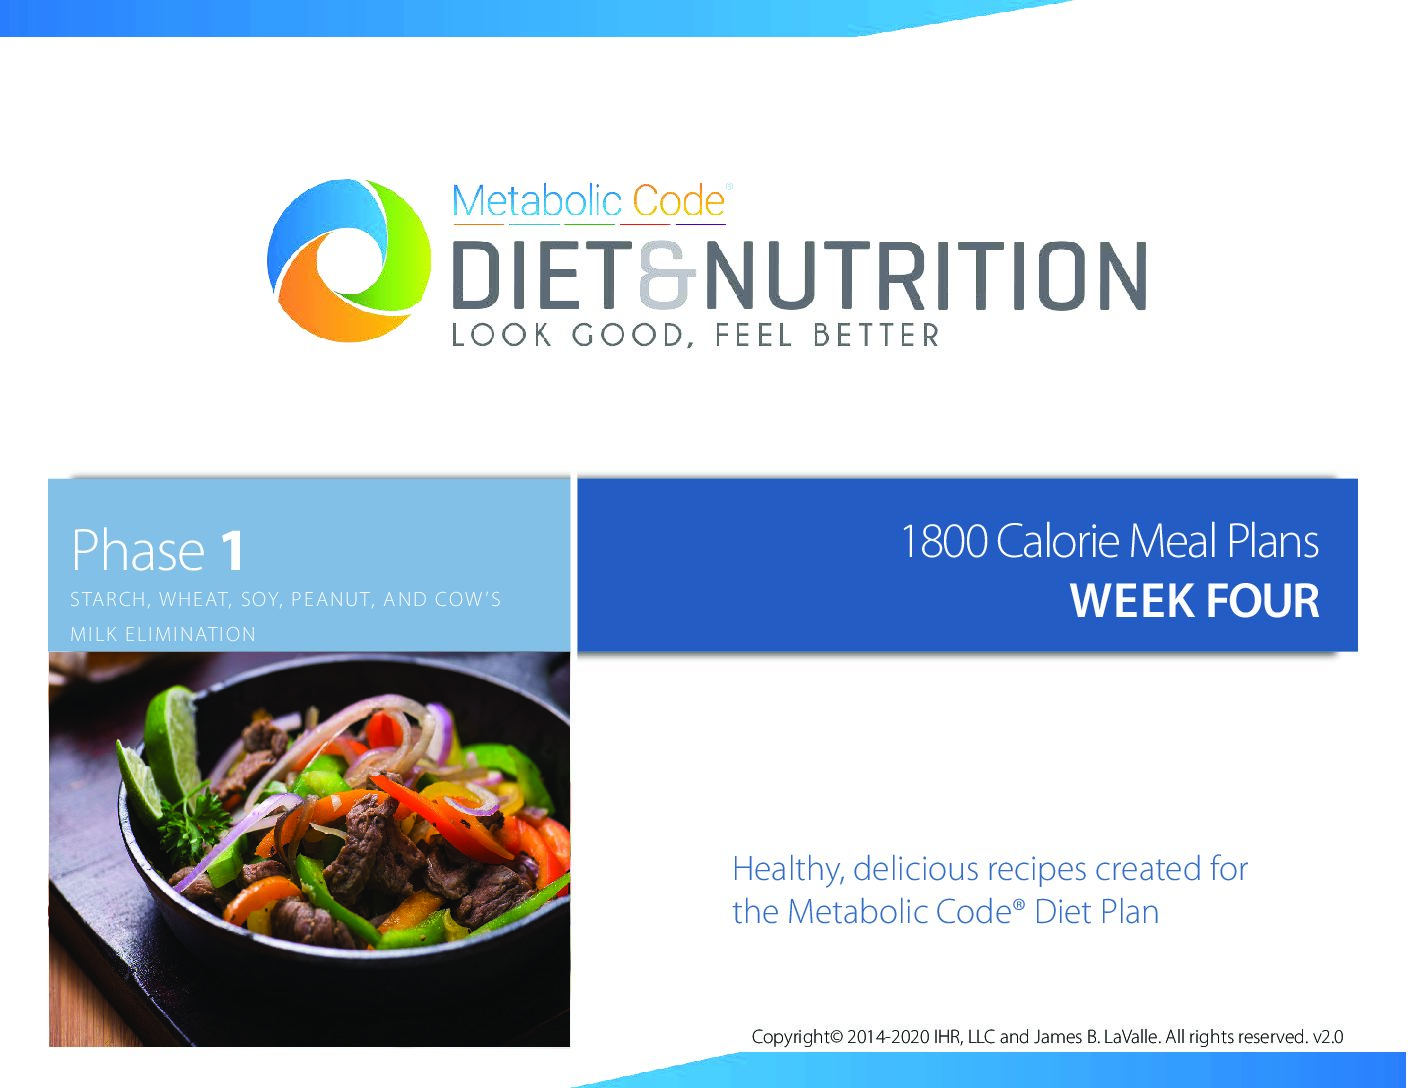 Metabolic Code®
DIET&NUTRITION
LOOK GOOD, FEEL BETTER
Phase 1
STARCH, WHEAT, SOY, PEANUT, AND COW'S
MILK ELIMINATION
1800 Calorie Meal Plans
WEEK FOUR
Healthy, delicious recipes created for
the Metabolic Code® Diet Plan
Copyright© 2014-2020 IHR, LLC and James B. LaValle. All rights reserved. v2.0